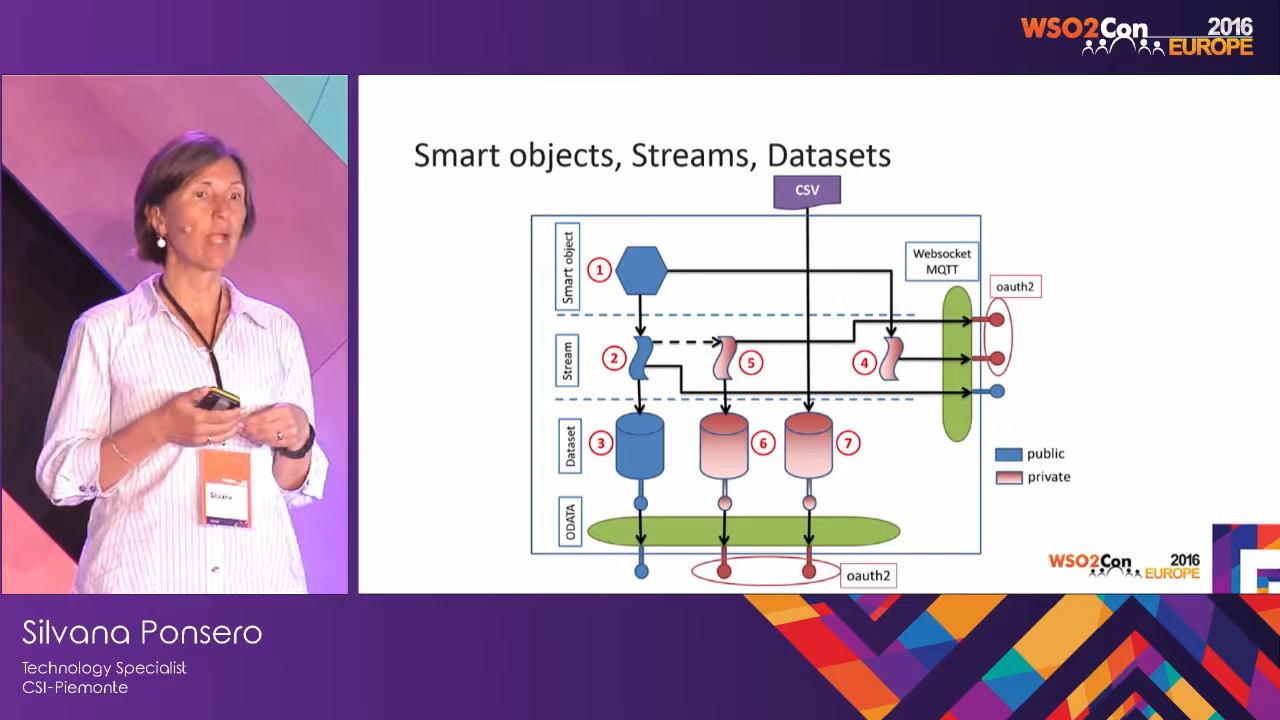 WSO2Con 2016
EUROPE
Smart objects, Streams, Datasets
CSV
Smart object
1
Websocket
MQTT
oauth2
Stream
2
5
4
Dataset
3
6
7
public
private
ODATA
oauth2
WSO2Con 2016
EUROPE
Silvana
Silvana Ponsero
Technology Specialist
CSI-Piemonte